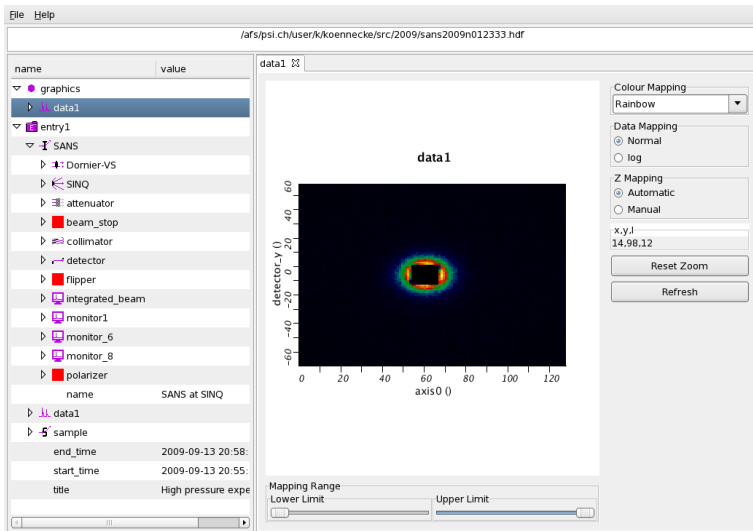 File Help
/afs/psi.ch/user/k/koennecke/src/2009/sans2009n012333.hdf
name value
graphics
data1
entry1
SANS
Dornier-VS
SINQ
attenuator
beam_stop
collimator
detector
flipper
integrated_beam
monitor1
monitor_6
monitor_8
polarizer
name SANS at SINQ
data1
sample
end_time 2009-09-13 20:58:
start_time 2009-09-13 20:55:
title High pressure expe
data1
data1
detector_y ()
60
40
20
0
-20
-40
-60
0 20 40 60 80 100 120
axis0 ()
Mapping Range
Lower Limit Upper Limit
Colour Mapping
Rainbow
Data Mapping
Normal
log
Z Mapping
Automatic
Manual
x,y,l
14,98,12
Reset Zoom
Refresh